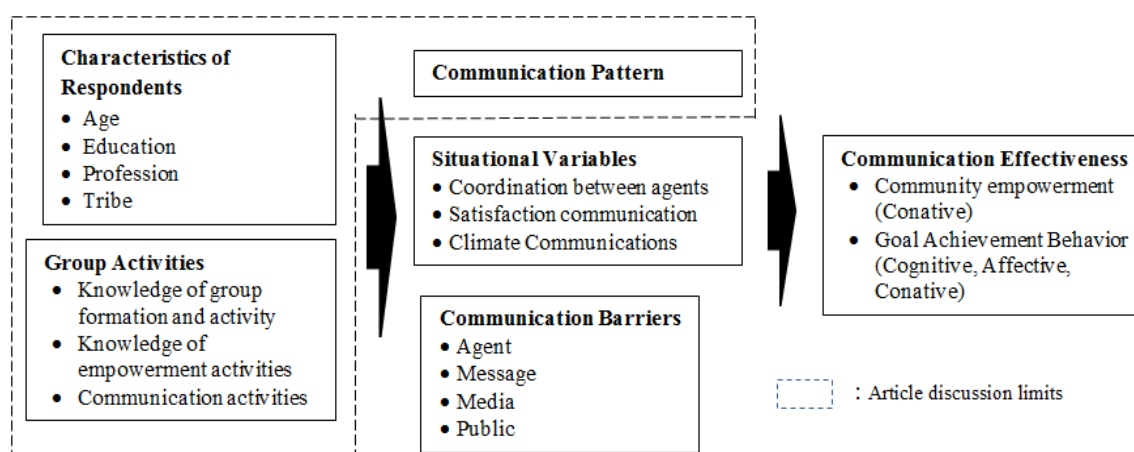 Characteristics of
Respondents
• Age
• Education
• Profession
• Tribe
Group Activities
• Knowledge of group
formation and activity
• Knowledge of
empowerment activities
• Communication activities
Communication Pattern
Situational Variables
• Coordination between agents
• Satisfaction communication
• Climate Communications
Communication Barriers
• Agent
• Message
• Media
• Public
Communication Effectiveness
• Community empowerment
(Conative)
• Goal Achievement Behavior
(Cognitive, Affective,
Conative)
: Article discussion limits